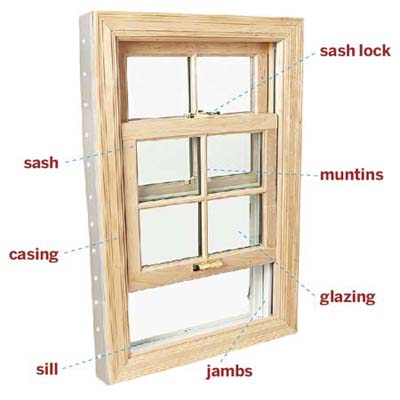 sash lock
sash
muntins
casing
glazing
sill
jambs